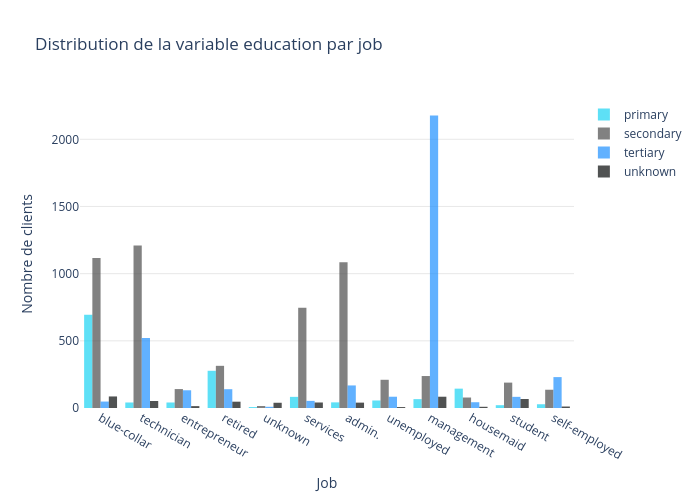 Distribution de la variable education par job
primary
secondary
tertiary
unknown
Nombre de clients
2000
1500
1000
500
0
blue-collar
technician
entrepreneur
retired
unknown
services
admin.
unemployed
management
housemaid
student
self-employed
Job